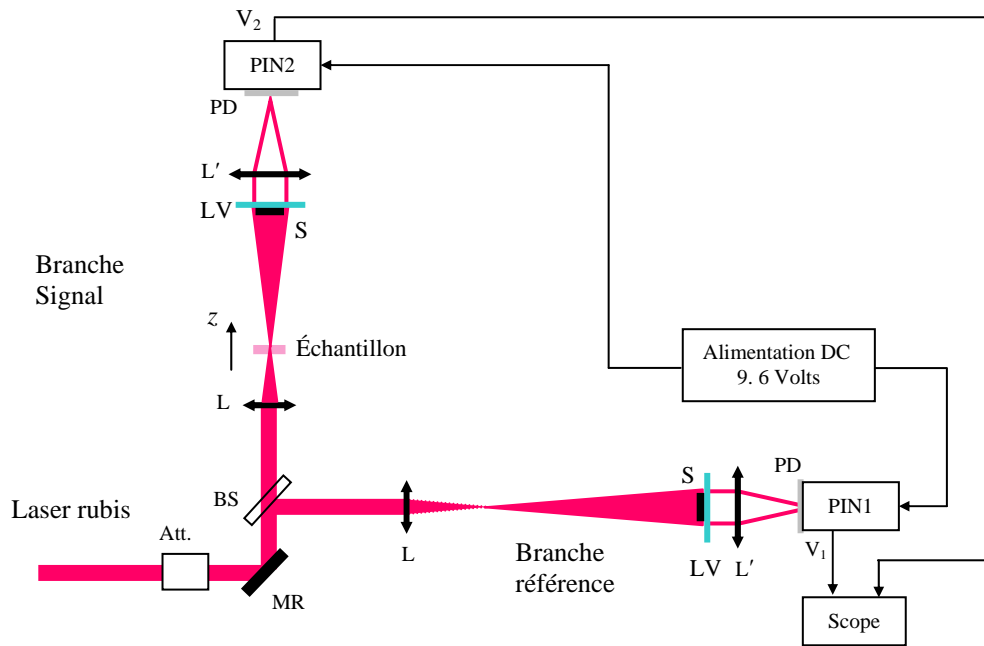 V2
PIN2
PD
L'
LV
S
Branche
Signal
z
Échantillon
Alimentation DC
9. 6 Volts
L
S
PD
BS
PIN1
Laser rubis
Att.
L
V1
Branche
référence
LV
L'
MR
Scope